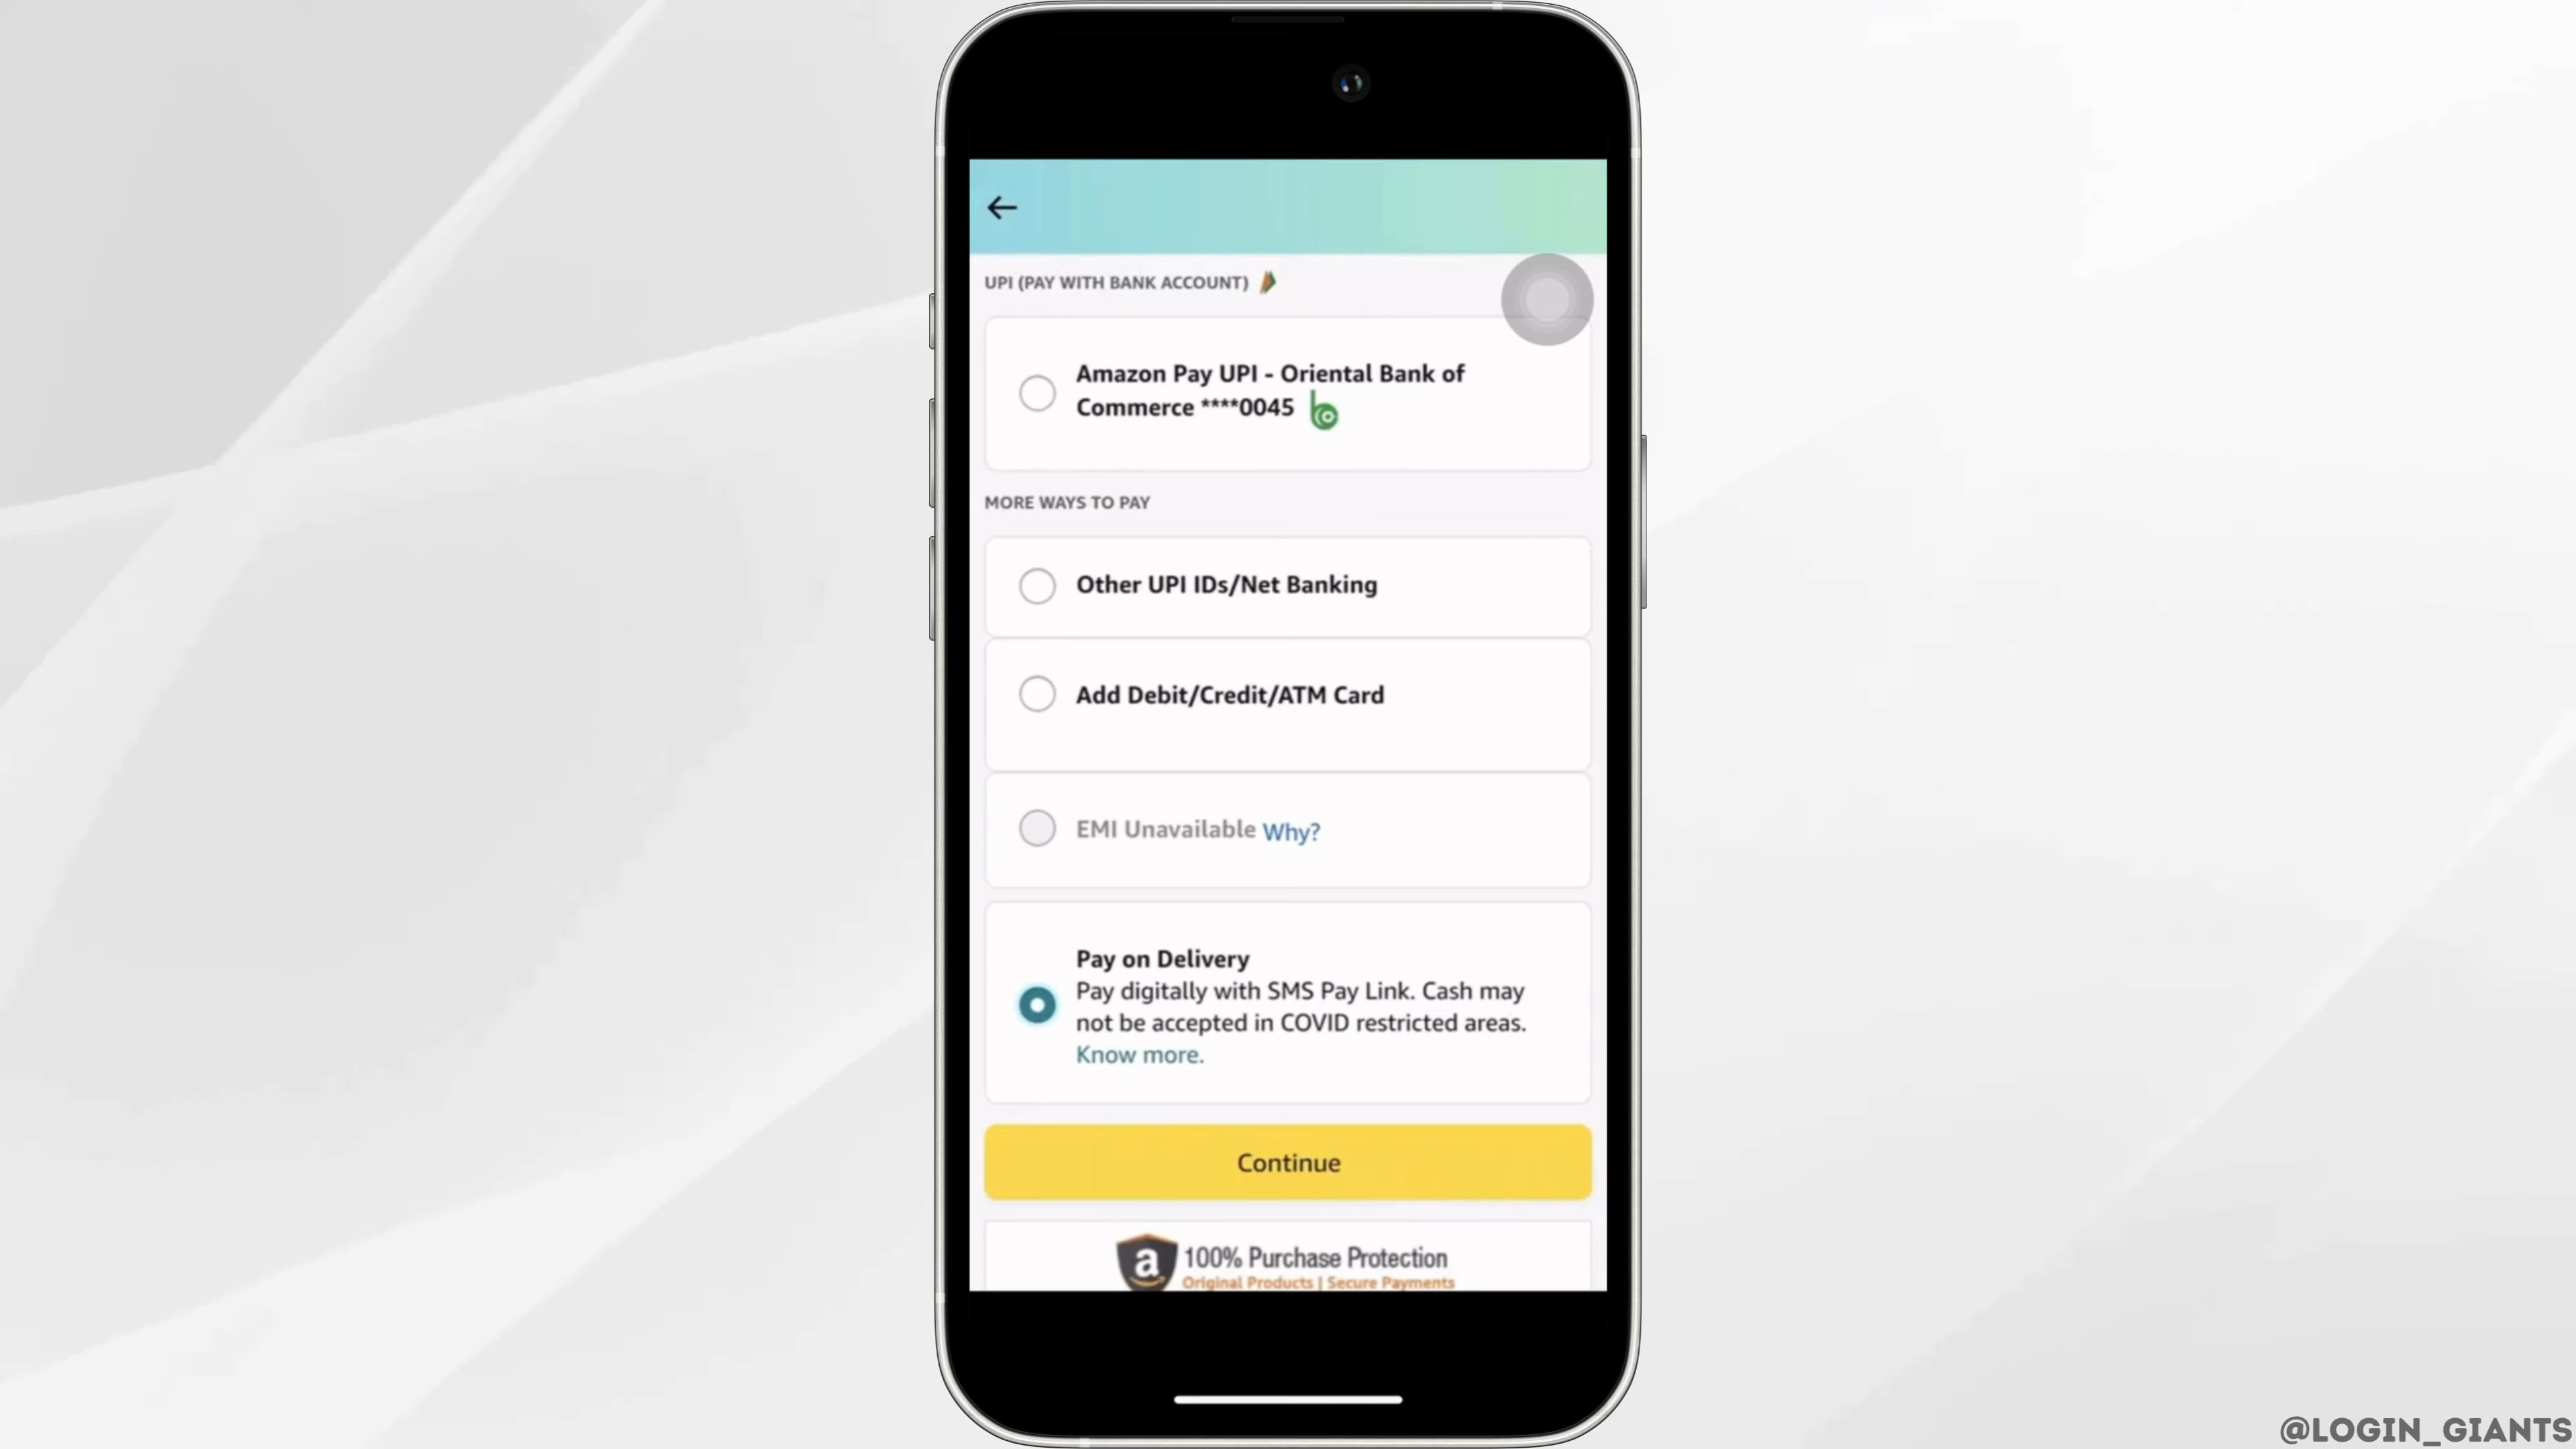 UPI (PAY WITH BANK ACCOUNT)
Amazon Pay UPI - Oriental Bank of
Commerce ****0045
MORE WAYS TO PAY
Other UPI IDs/Net Banking
Add Debit/Credit/ATM Card
EMI Unavailable Why?
Pay on Delivery
Pay digitally with SMS Pay Link. Cash may
not be accepted in COVID restricted areas.
Know more.
Continue
a 100% Purchase Protection
Original Products | Secure Payments
@LOGIN_GIANTS